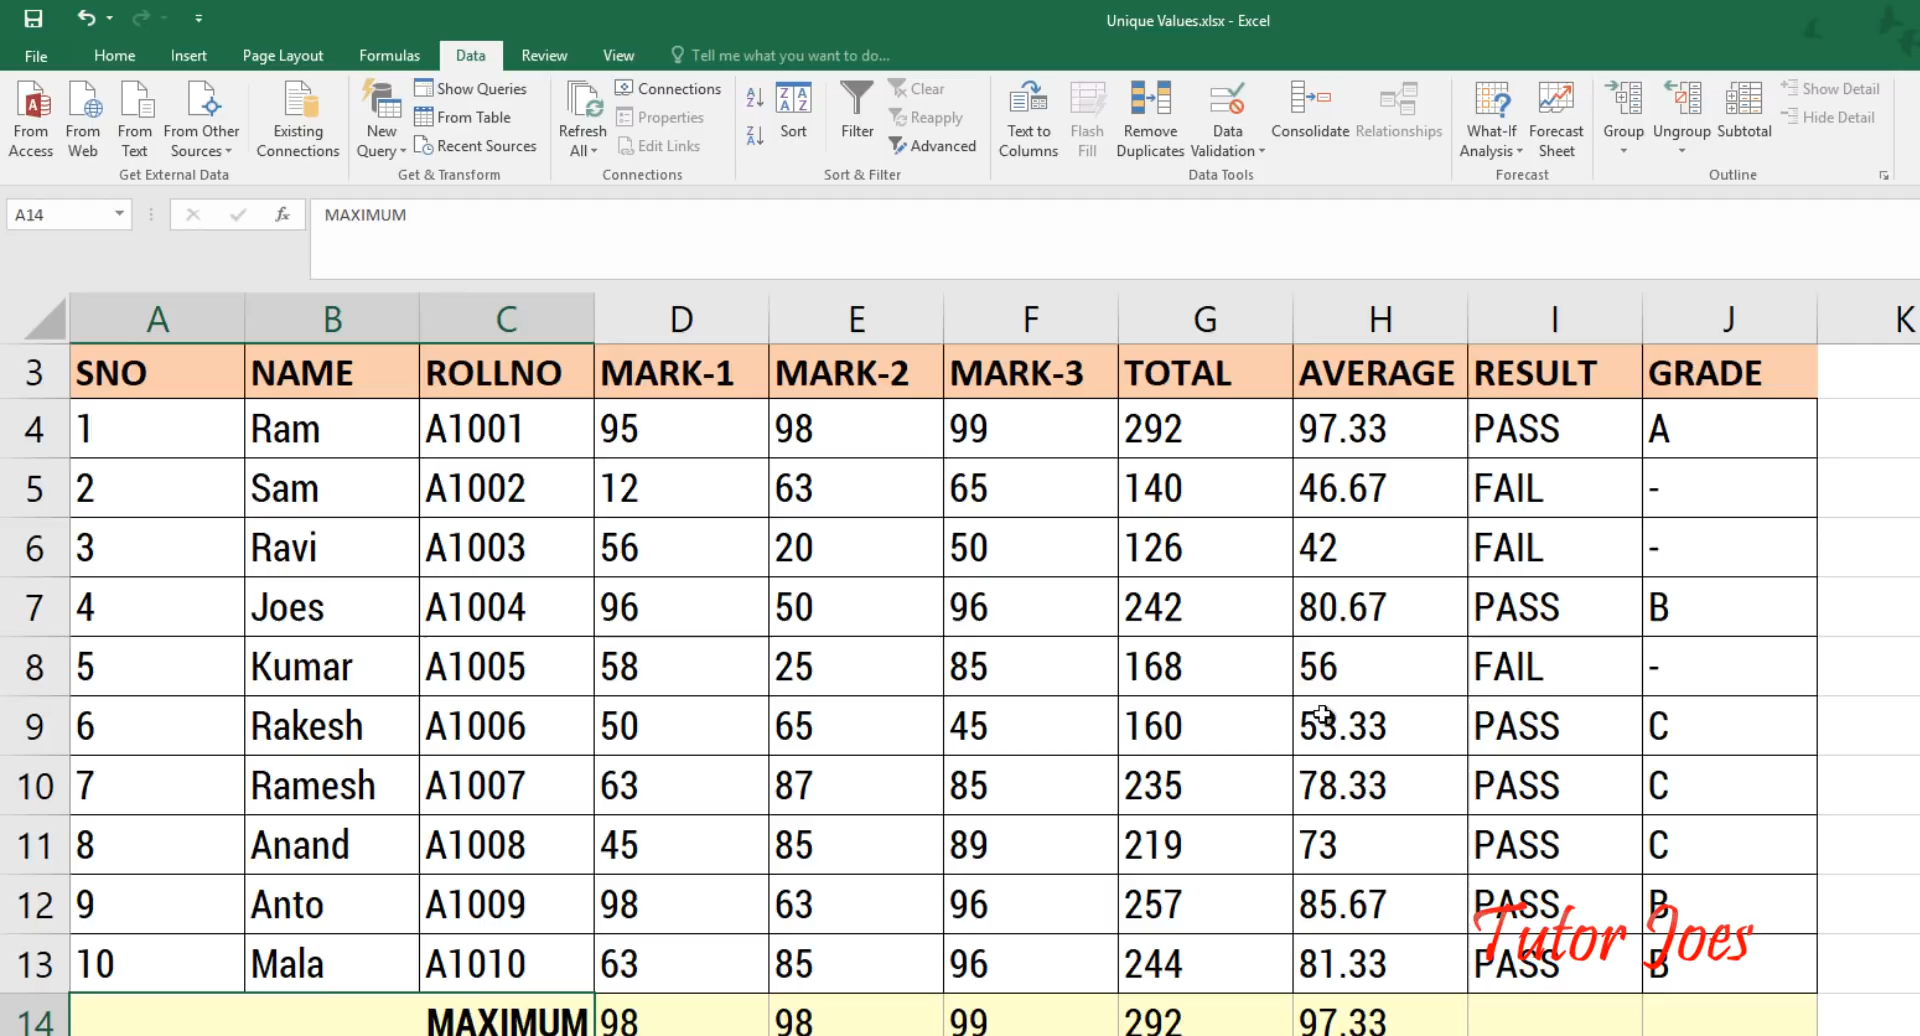 Unique Values.xlsx - Excel
File Home Insert Page Layout Formulas Data Review View Tell me what you want to do...
From Access From Web From Text From Other Sources Existing Connections New Query Show Queries From Table Recent Sources Refresh All Connections Properties Edit Links Sort Filter Clear Reapply Advanced Text to Columns Flash Fill Remove Duplicates Data Validation Consolidate Relationships What-If Analysis Forecast Sheet Group Ungroup Subtotal Show Detail Hide Detail
Get External Data Get & Transform Connections Sort & Filter Data Tools Forecast Outline
A14 fx MAXIMUM
A B C D E F G H I J K
3 SNO NAME ROLLNO MARK-1 MARK-2 MARK-3 TOTAL AVERAGE RESULT GRADE
4 1 Ram A1001 95 98 99 292 97.33 PASS A
5 2 Sam A1002 12 63 65 140 46.67 FAIL -
6 3 Ravi A1003 56 20 50 126 42 FAIL -
7 4 Joes A1004 96 50 96 242 80.67 PASS B
8 5 Kumar A1005 58 25 85 168 56 FAIL -
9 6 Rakesh A1006 50 65 45 160 53.33 PASS C
10 7 Ramesh A1007 63 87 85 235 78.33 PASS C
11 8 Anand A1008 45 85 89 219 73 PASS C
12 9 Anto A1009 98 63 96 257 85.67 PASS B
Tutor Joes
13 10 Mala A1010 63 85 96 244 81.33 PASS B
14 MAXIMUM 98 98 99 292 97.33